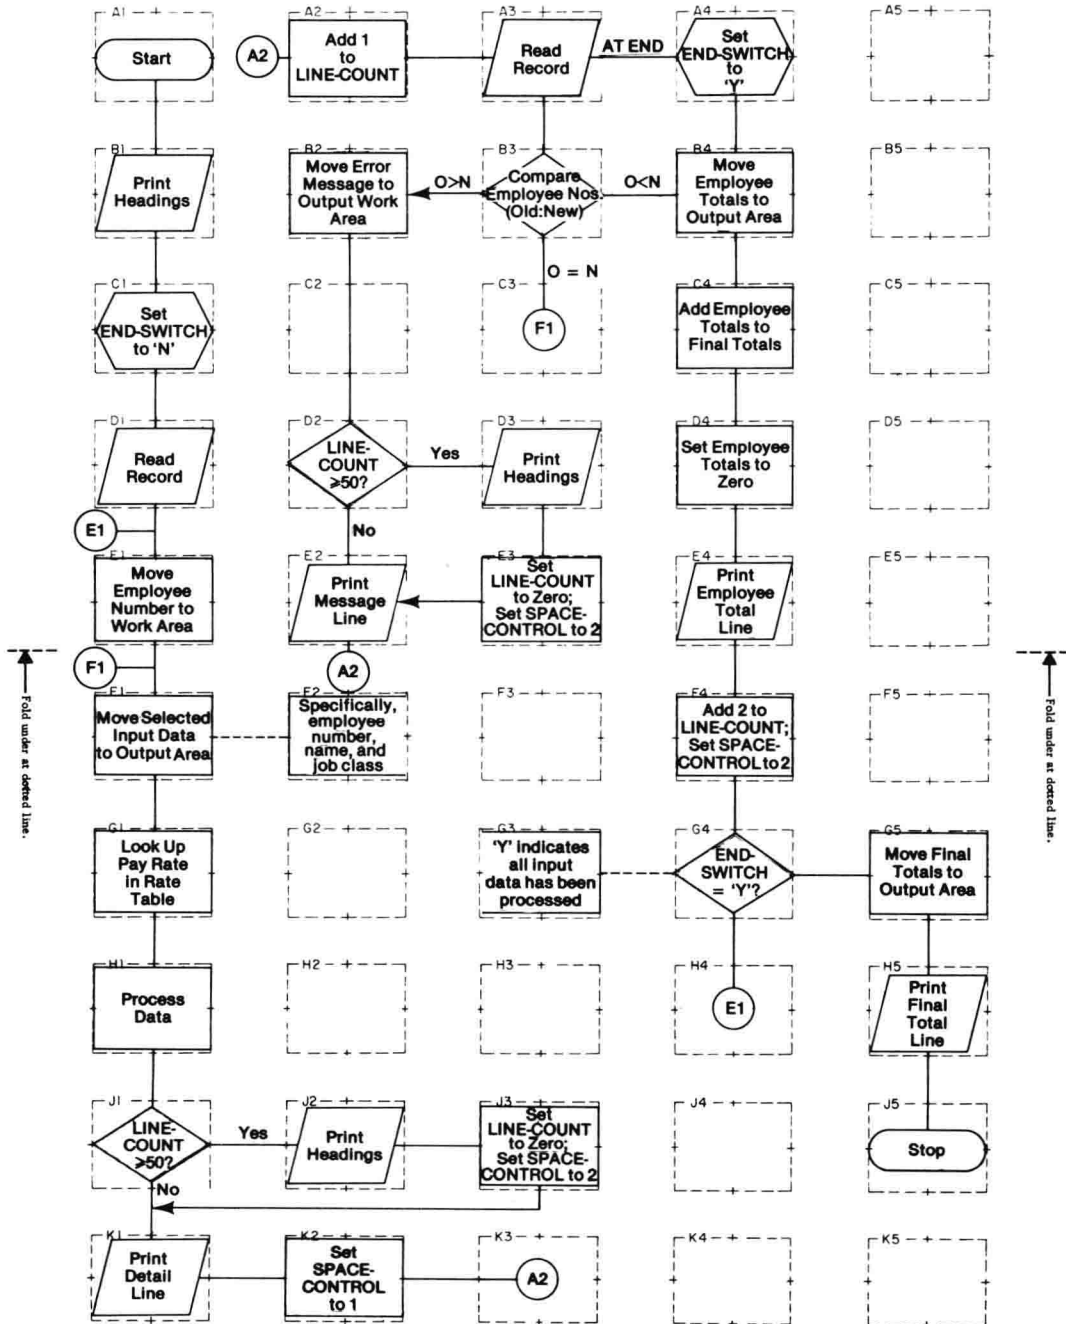 A1
Start
A2
A2
Add 1
to
LINE-COUNT
A3
Read
Record
AT END
A4
Set
END-SWITCH
to
‘Y’
A5
B1
Print
Headings
B2
Move Error
Message to
Output Work
Area
O>N
B3
Compare
Employee Nos.
(Old:New)
O<N
B4
Move
Employee
Totals to
Output Area
B5
O = N
C1
Set
END-SWITCH
to ‘N’
C2
C3
F1
C4
Add Employee
Totals to
Final Totals
D1
Read
Record
D2
LINE-
COUNT
≥50?
Yes
No
D3
Print
Headings
D4
Set Employee
Totals to
Zero
D5
E1
E1
Move
Employee
Number to
Work Area
E2
Print
Message
Line
E3
Set
LINE-COUNT
to Zero;
Set SPACE-
CONTROL to 2
E4
Print
Employee
Total
Line
E5
Fold under at dotted line.
F1
F1
Move Selected
Input Data
to Output Area
A2
F2
Specifically,
employee
number,
name, and
job class
F3
F4
Add 2 to
LINE-COUNT;
Set SPACE-
CONTROL to 2
F5
Fold under at dotted line.
G1
Look Up
Pay Rate
in Rate
Table
G2
G3
‘Y’ indicates
all input
data has been
processed
G4
END-
SWITCH
= ‘Y’?
G5
Move Final
Totals to
Output Area
H1
Process
Data
H2
H3
H4
E1
H5
Print
Final
Total
Line
J1
LINE-
COUNT
≥50?
Yes
No
J2
Print
Headings
J3
Set
LINE-COUNT
to Zero;
Set SPACE-
CONTROL to 2
J4
J5
Stop
K1
Print
Detail
Line
K2
Set
SPACE-
CONTROL
to 1
K3
A2
K4
K5